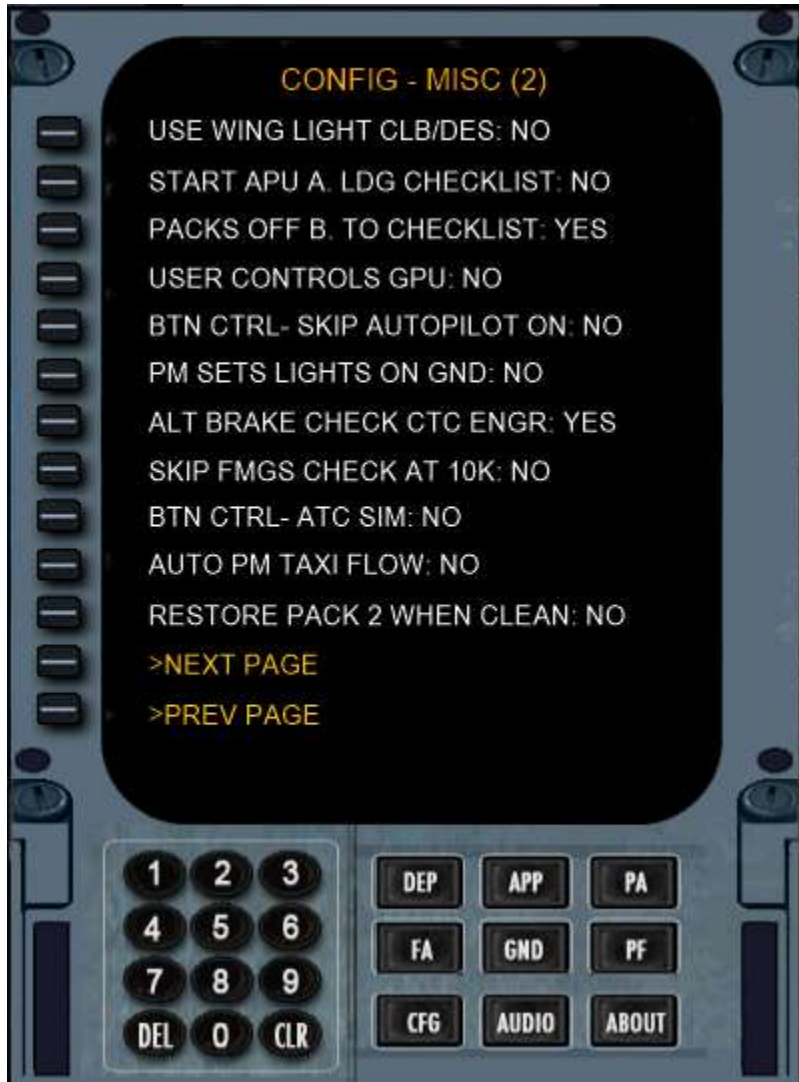 CONFIG - MISC (2)
USE WING LIGHT CLB/DES: NO
START APU A. LDG CHECKLIST: NO
PACKS OFF B. TO CHECKLIST: YES
USER CONTROLS GPU: NO
BTN CTRL- SKIP AUTOPILOT ON: NO
PM SETS LIGHTS ON GND: NO
ALT BRAKE CHECK CTC ENGR: YES
SKIP FMGS CHECK AT 10K: NO
BTN CTRL- ATC SIM: NO
AUTO PM TAXI FLOW: NO
RESTORE PACK 2 WHEN CLEAN: NO
>NEXT PAGE
>PREV PAGE
1 2 3
4 5 6
7 8 9
DEL 0 CLR
DEP APP PA
FA GND PF
CFG AUDIO ABOUT